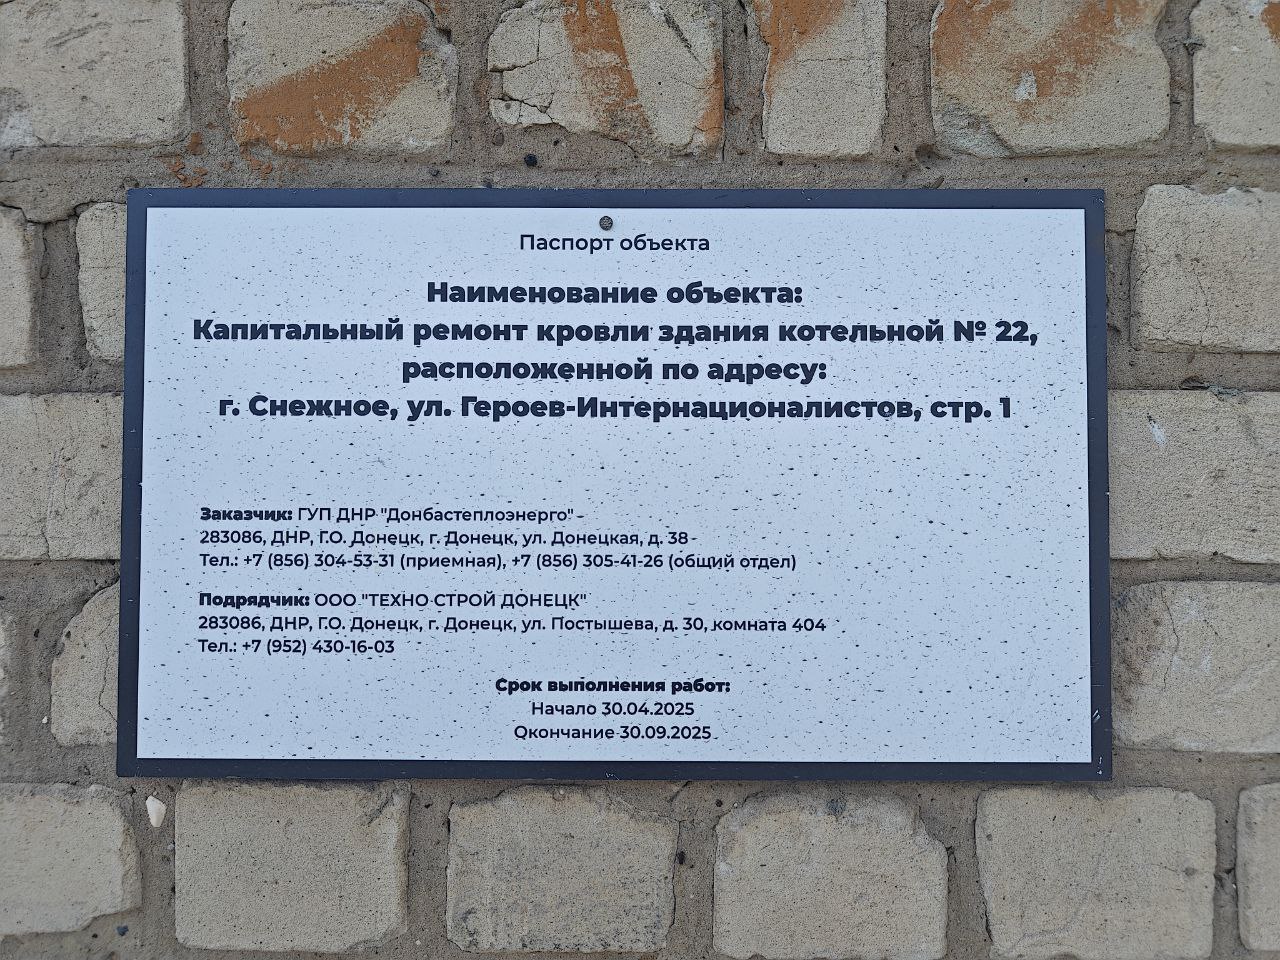 Паспорт объекта
Наименование объекта:
Капитальный ремонт кровли здания котельной № 22,
расположенной по адресу:
г. Снежное, ул. Героев-Интернационалистов, стр. 1
Заказчик: ГУП ДНР "Донбастеплоэнерго"
283086, ДНР, Г.О. Донецк, г. Донецк, ул. Донецкая, д. 38
Тел.: +7 (856) 304-53-31 (приемная), +7 (856) 305-41-26 (общий отдел)
Подрядчик: ООО "ТЕХНО СТРОЙ ДОНЕЦК"
283086, ДНР, Г.О. Донецк, г. Донецк, ул. Постышева, д. 30, комната 404
Тел.: +7 (952) 430-16-03
Срок выполнения работ:
Начало 30.04.2025
Окончание 30.09.2025